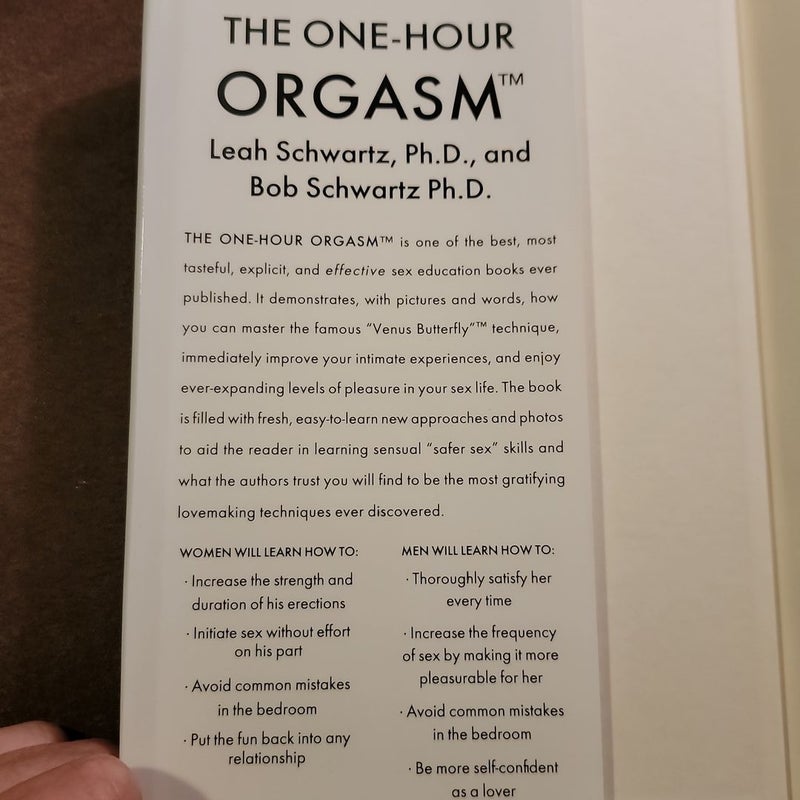 THE ONE-HOUR
ORGASM™
Leah Schwartz, Ph.D., and
Bob Schwartz Ph.D.
THE ONE-HOUR ORGASM™ is one of the best, most
tasteful, explicit, and effective sex education books ever
published. It demonstrates, with pictures and words, how
you can master the famous “Venus Butterfly”™ technique,
immediately improve your intimate experiences, and enjoy
ever-expanding levels of pleasure in your sex life. The book
is filled with fresh, easy-to-learn new approaches and photos
to aid the reader in learning sensual “safer sex” skills and
what the authors trust you will find to be the most gratifying
lovemaking techniques ever discovered.
WOMEN WILL LEARN HOW TO:
· Increase the strength and
duration of his erections
· Initiate sex without effort
on his part
· Avoid common mistakes
in the bedroom
· Put the fun back into any
relationship
MEN WILL LEARN HOW TO:
· Thoroughly satisfy her
every time
· Increase the frequency
of sex by making it more
pleasurable for her
· Avoid common mistakes
in the bedroom
· Be more self-confident
as a lover